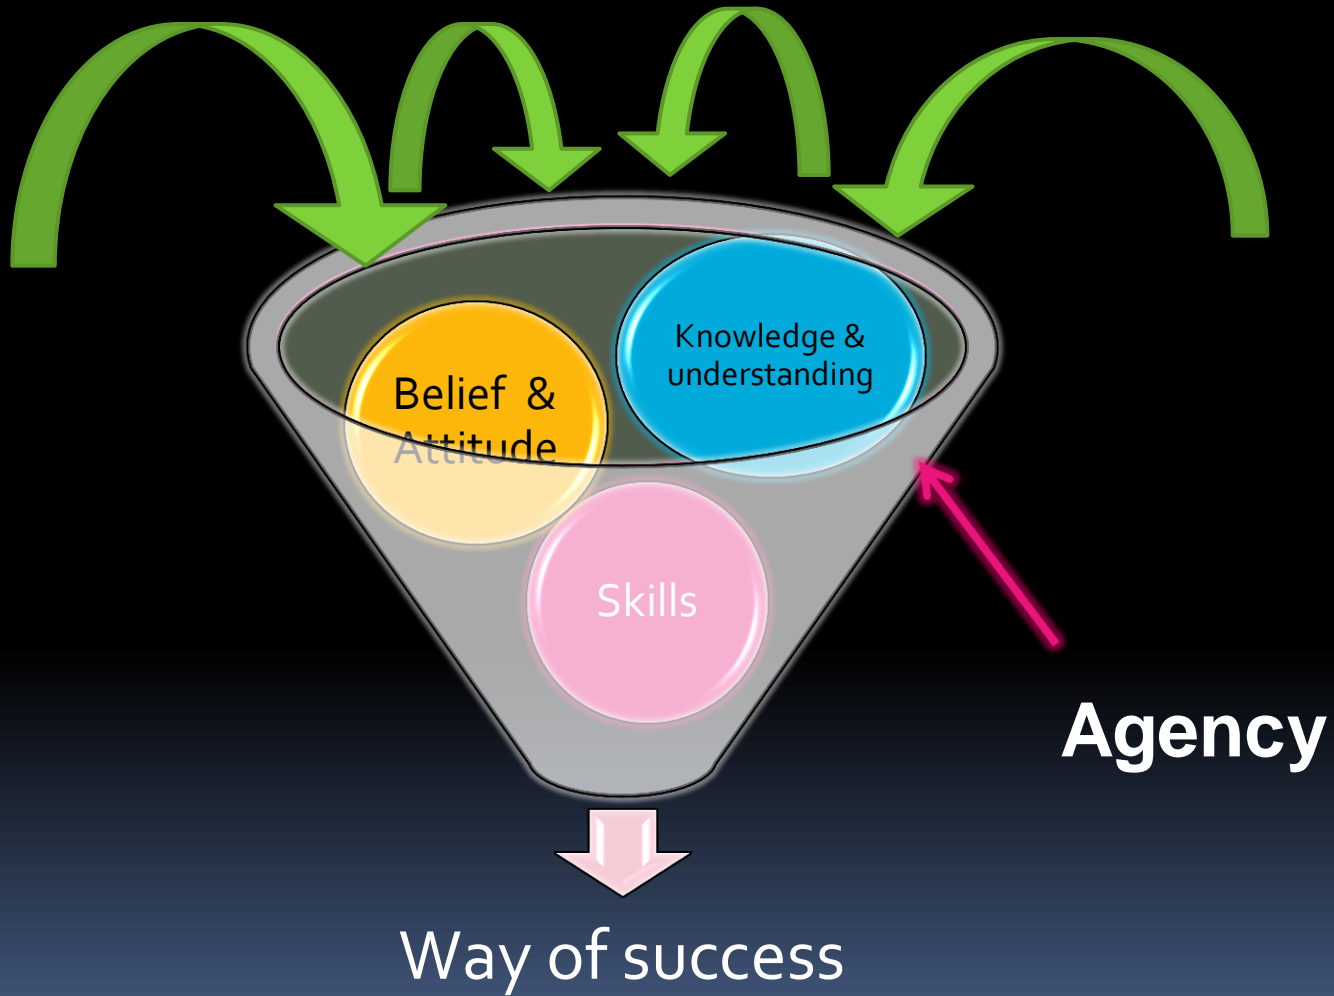 Knowledge &
understanding
Belief &
Attitude
Skills
Agency
Way of success